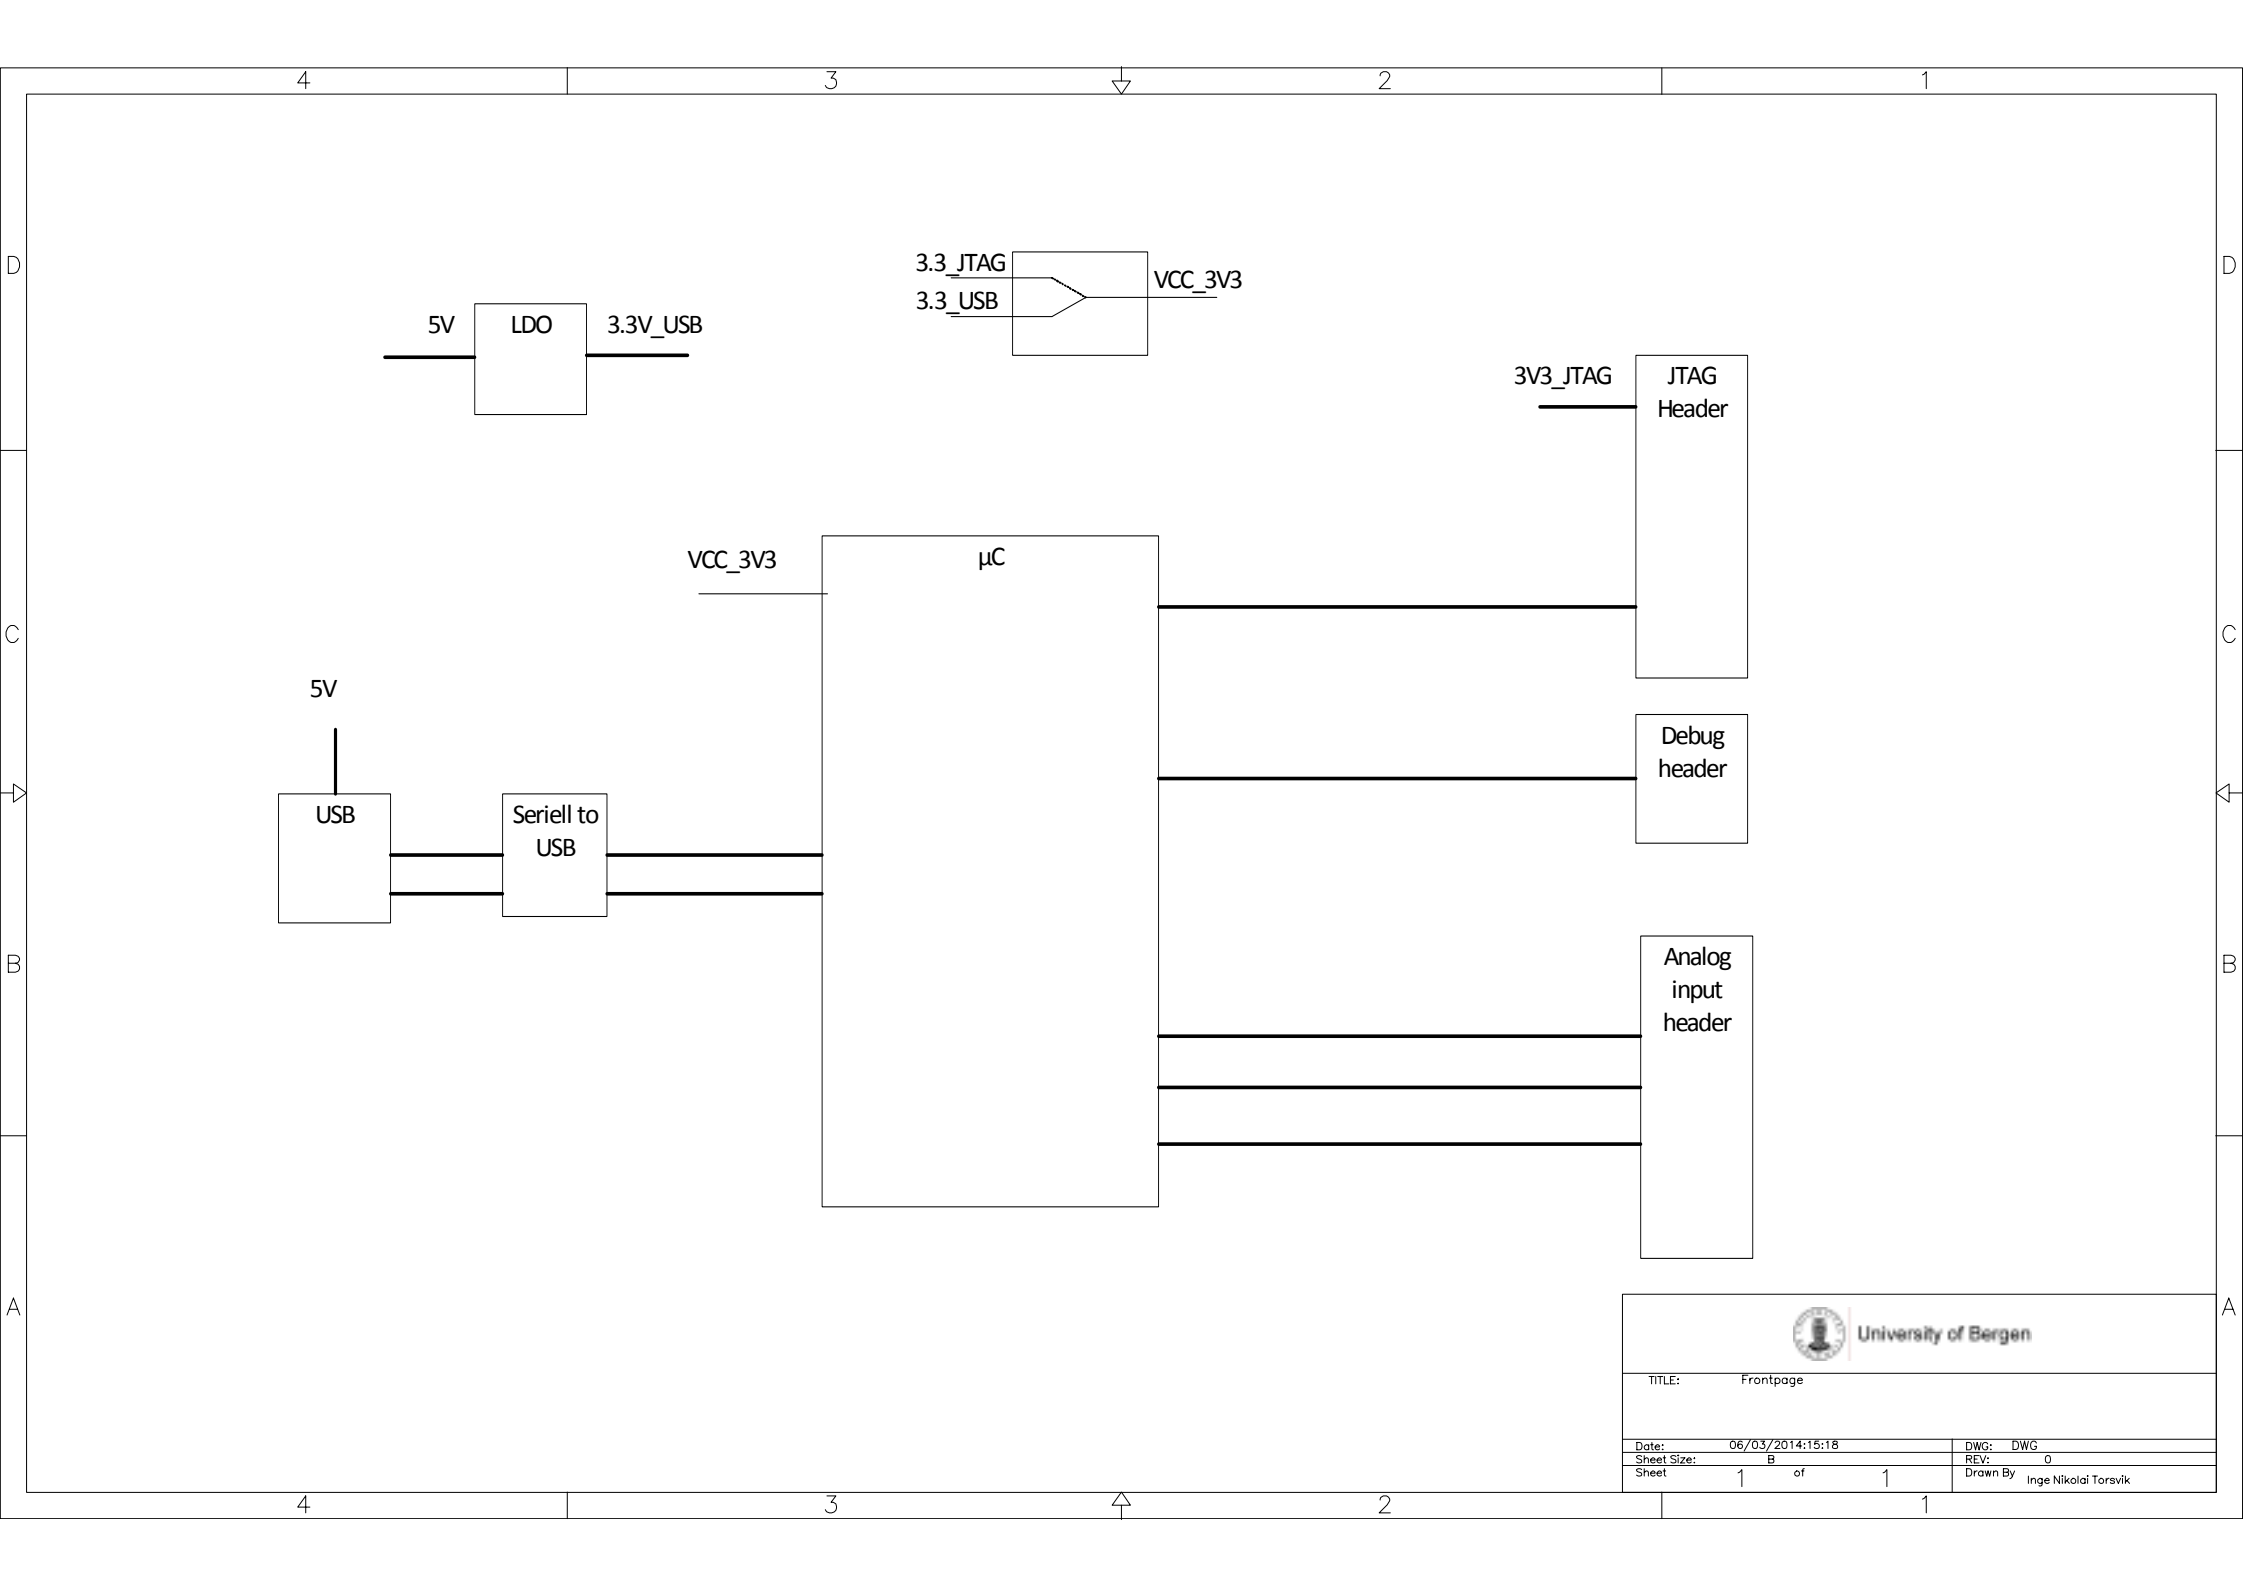 4 3 2 1
D D
3.3_JTAG
3.3_USB
VCC_3V3
5V
LDO
3.3V_USB
3V3_JTAG
JTAG
Header
VCC_3V3
µC
C C
5V
Debug
header
USB
Seriell to
USB
B B
Analog
input
header
A A
University of Bergen
TITLE: Frontpage
Date: 06/03/2014:15:18 DWG: DWG
Sheet Size: B REV: 0
Sheet 1 of 1 Drawn By Inge Nikolai Torsvik
4 3 2 1